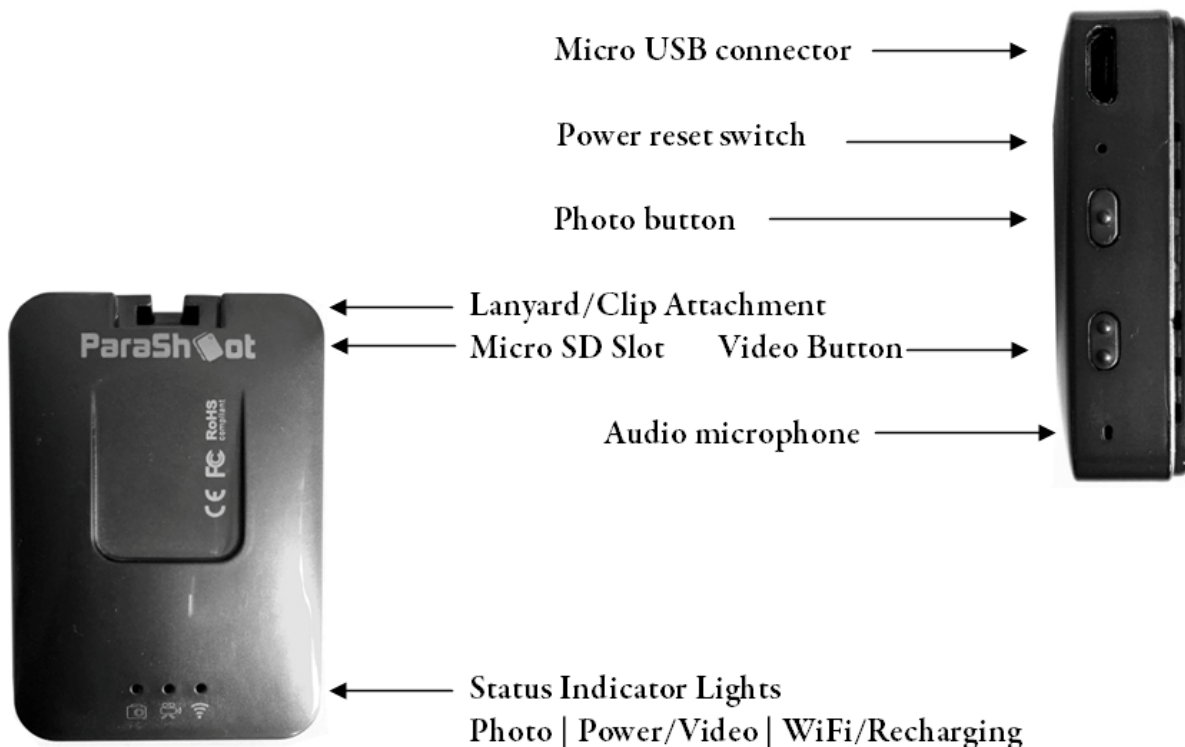 Micro USB connector
Power reset switch
Photo button
Lanyard/Clip Attachment
ParaShoot
Micro SD Slot
Video Button
RoHS
compliant
CE FC
Audio microphone
Status Indicator Lights
Photo | Power/Video | WiFi/Recharging